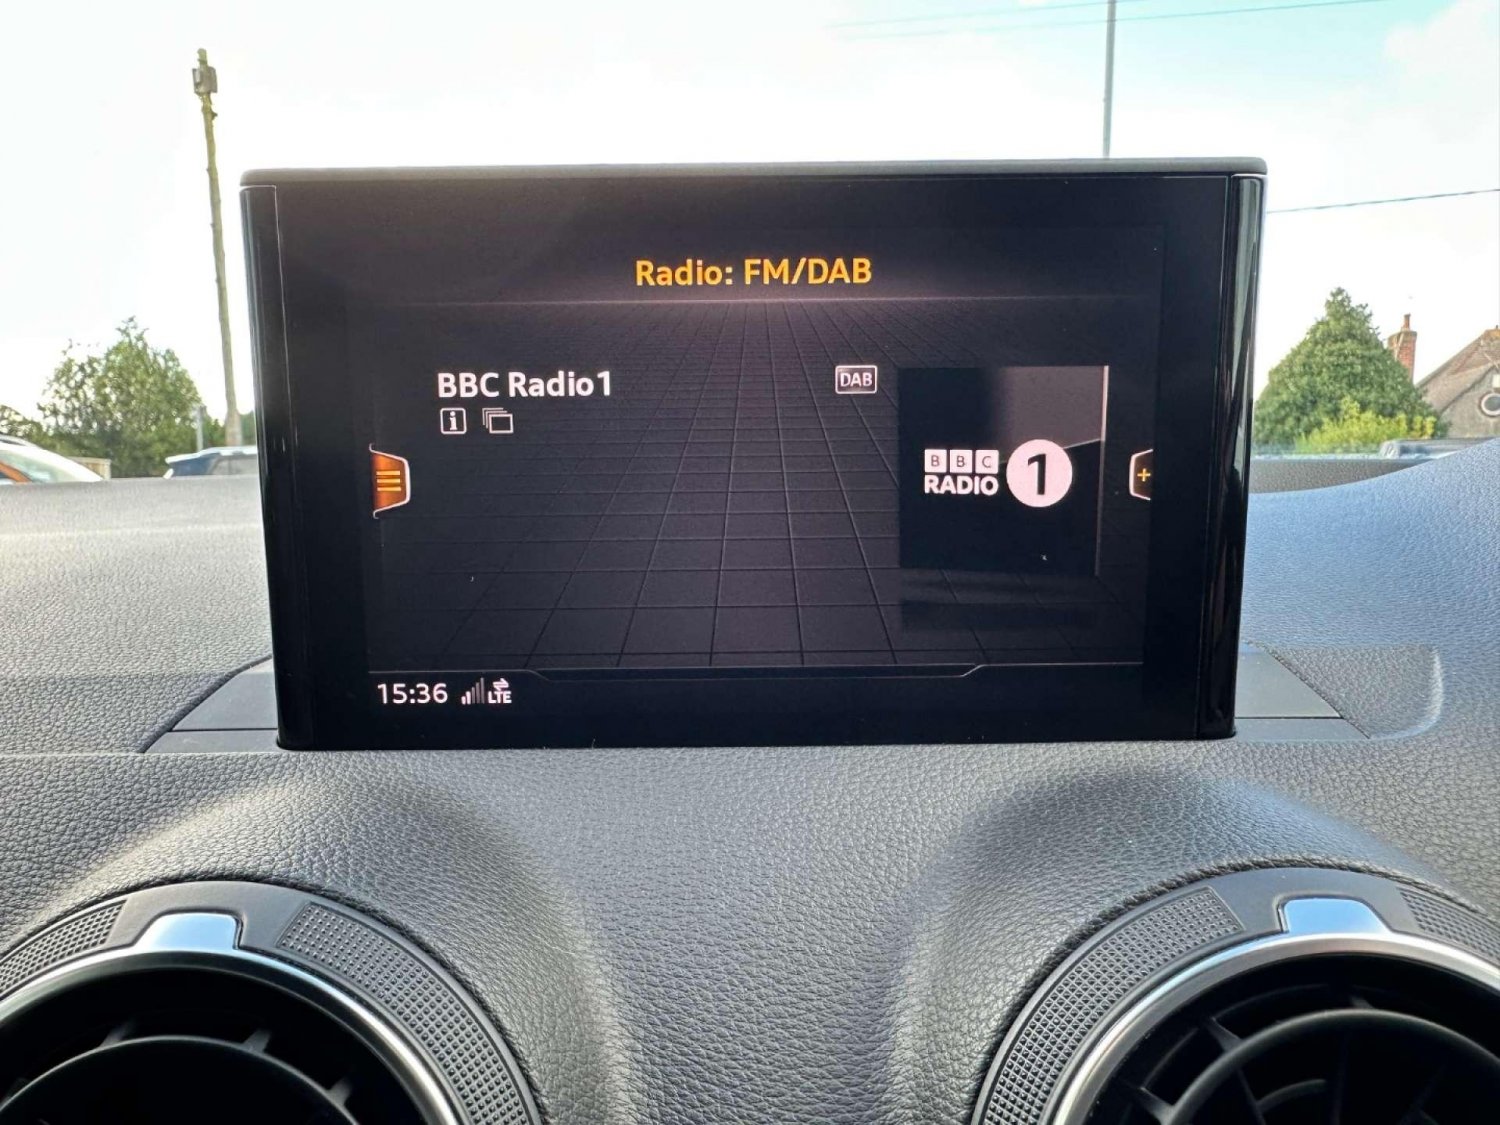 Radio: FM/DAB
BBC Radio1
DAB
BBC
RADIO 1
15:36 LTE